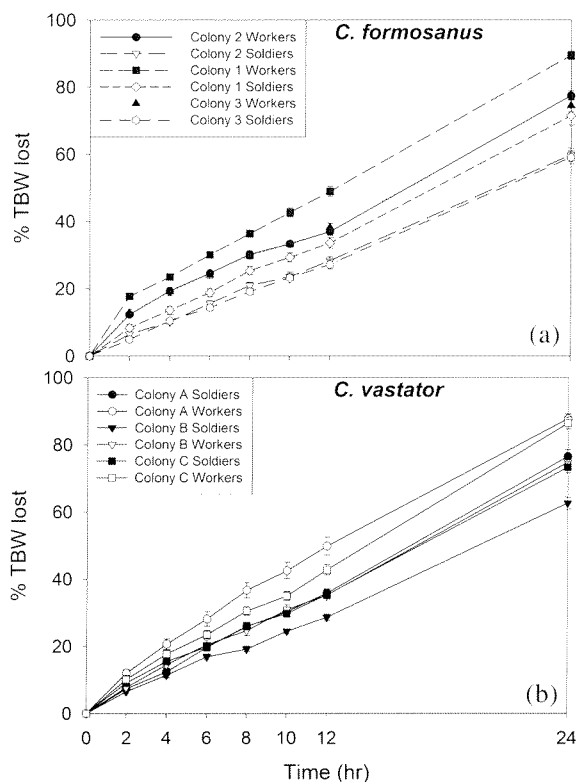 C. formosanus
Colony 2 Workers
Colony 2 Soldiers
Colony 1 Workers
Colony 1 Soldiers
Colony 3 Workers
Colony 3 Soldiers
% TBW lost
100
80
60
40
20
0
(a)
C. vastator
Colony A Soldiers
Colony A Workers
Colony B Soldiers
Colony B Workers
Colony C Soldiers
Colony C Workers
% TBW lost
100
80
60
40
20
0
(b)
0 2 4 6 8 10 12 24
Time (hr)